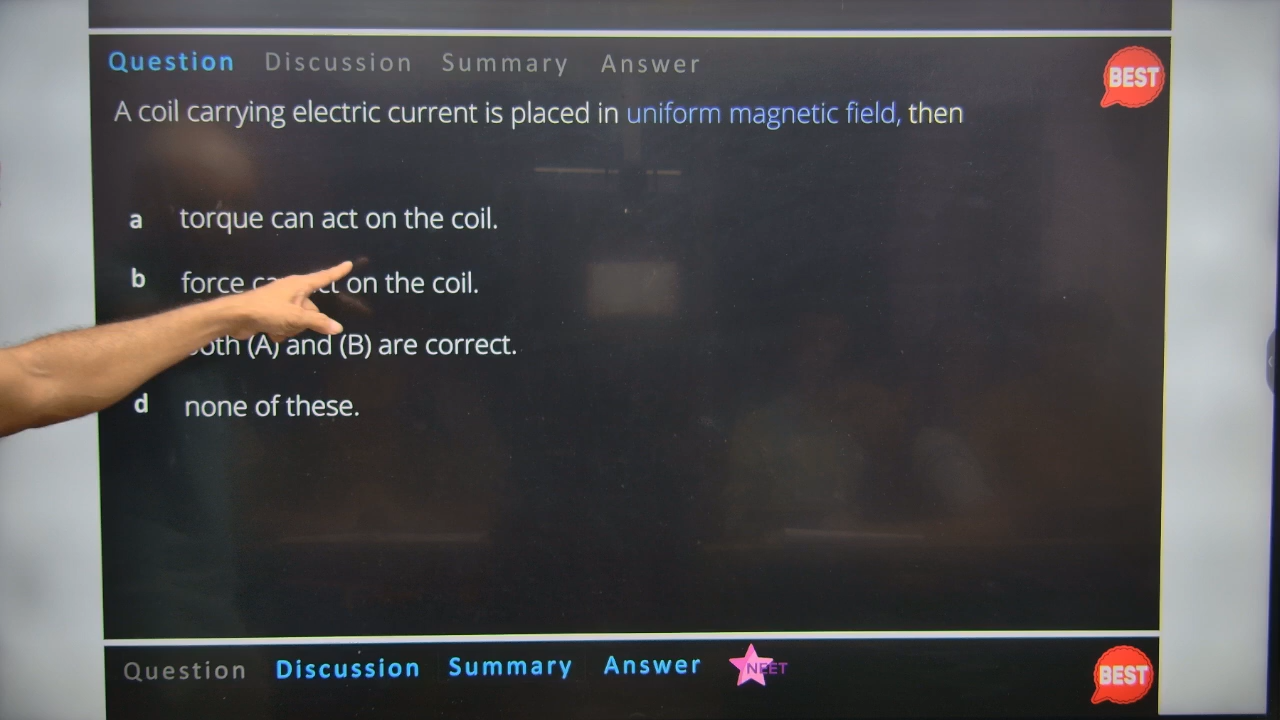 Question Discussion Summary Answer
BEST
A coil carrying electric current is placed in uniform magnetic field, then
a torque can act on the coil.
b force on the coil.
(A) and (B) are correct.
d none of these.
Question Discussion Summary Answer NEET
BEST